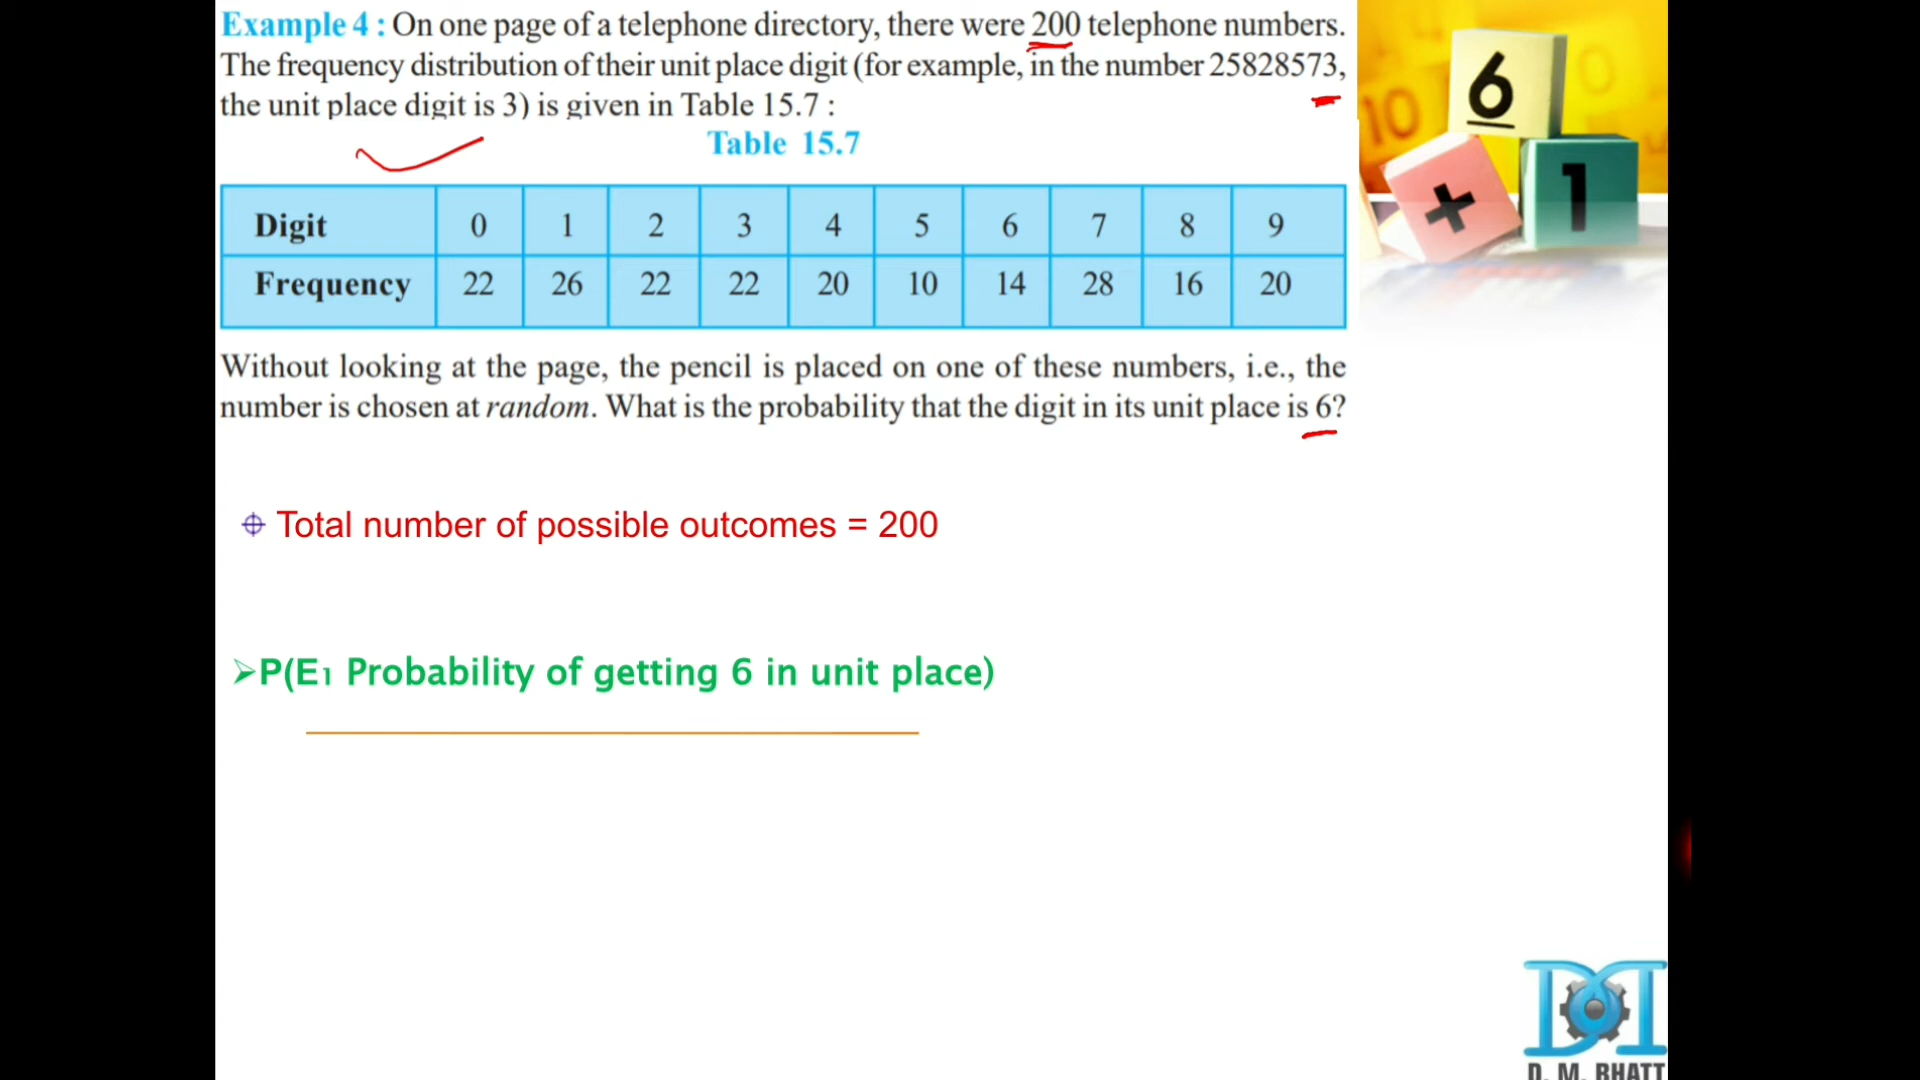 Example 4 : On one page of a telephone directory, there were 200 telephone numbers.
The frequency distribution of their unit place digit (for example, in the number 25828573,
the unit place digit is 3) is given in Table 15.7 :
Table 15.7
Digit 0 1 2 3 4 5 6 7 8 9
Frequency 22 26 22 22 20 10 14 28 16 20
Without looking at the page, the pencil is placed on one of these numbers, i.e., the
number is chosen at random. What is the probability that the digit in its unit place is 6?
Total number of possible outcomes = 200
P(E₁ Probability of getting 6 in unit place)
6
10
+
1
D. M. BHATT